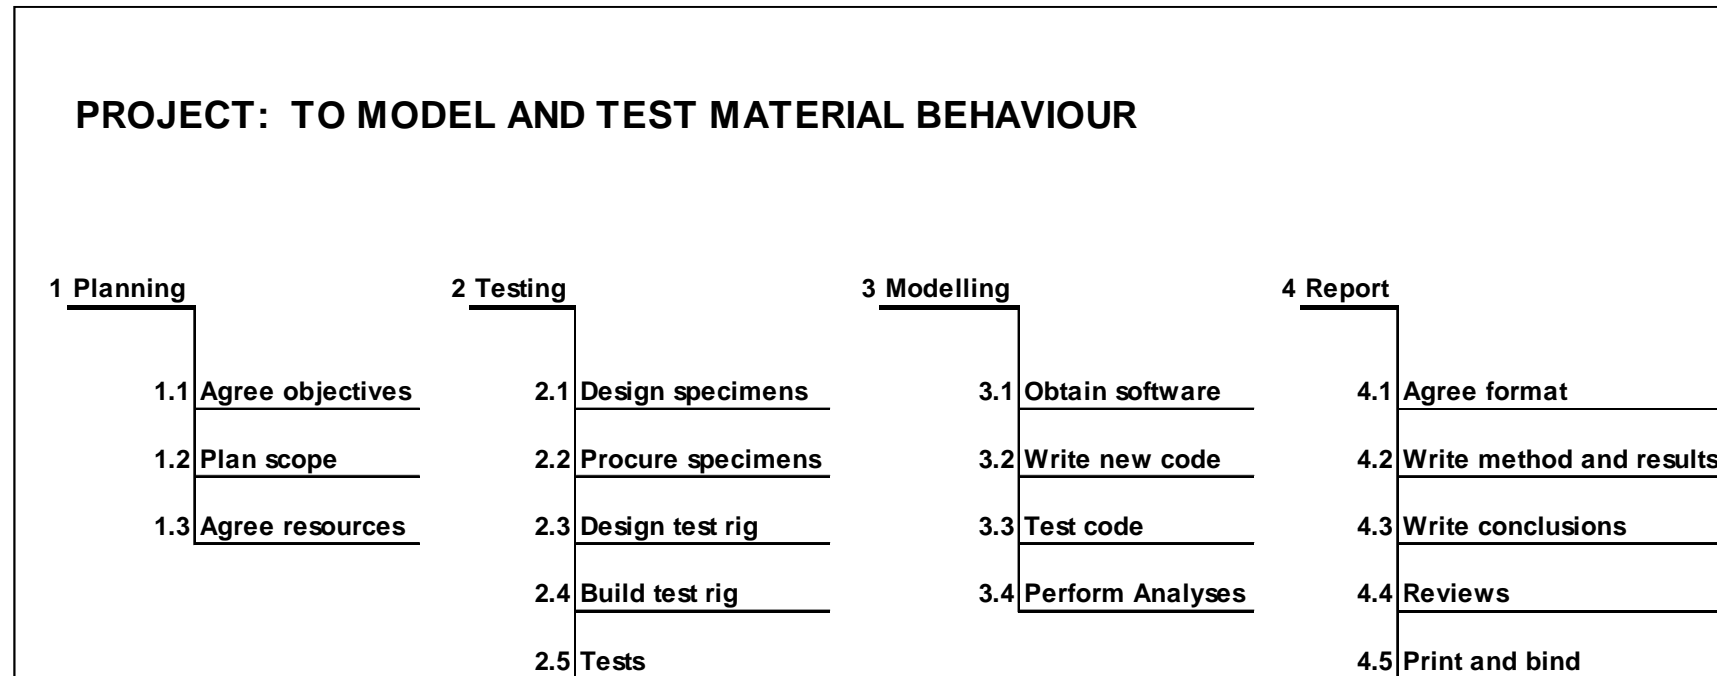 PROJECT: TO MODEL AND TEST MATERIAL BEHAVIOUR
1 Planning
1.1 Agree objectives
1.2 Plan scope
1.3 Agree resources
2 Testing
2.1 Design specimens
2.2 Procure specimens
2.3 Design test rig
2.4 Build test rig
2.5 Tests
3 Modelling
3.1 Obtain software
3.2 Write new code
3.3 Test code
3.4 Perform Analyses
4 Report
4.1 Agree format
4.2 Write method and results
4.3 Write conclusions
4.4 Reviews
4.5 Print and bind